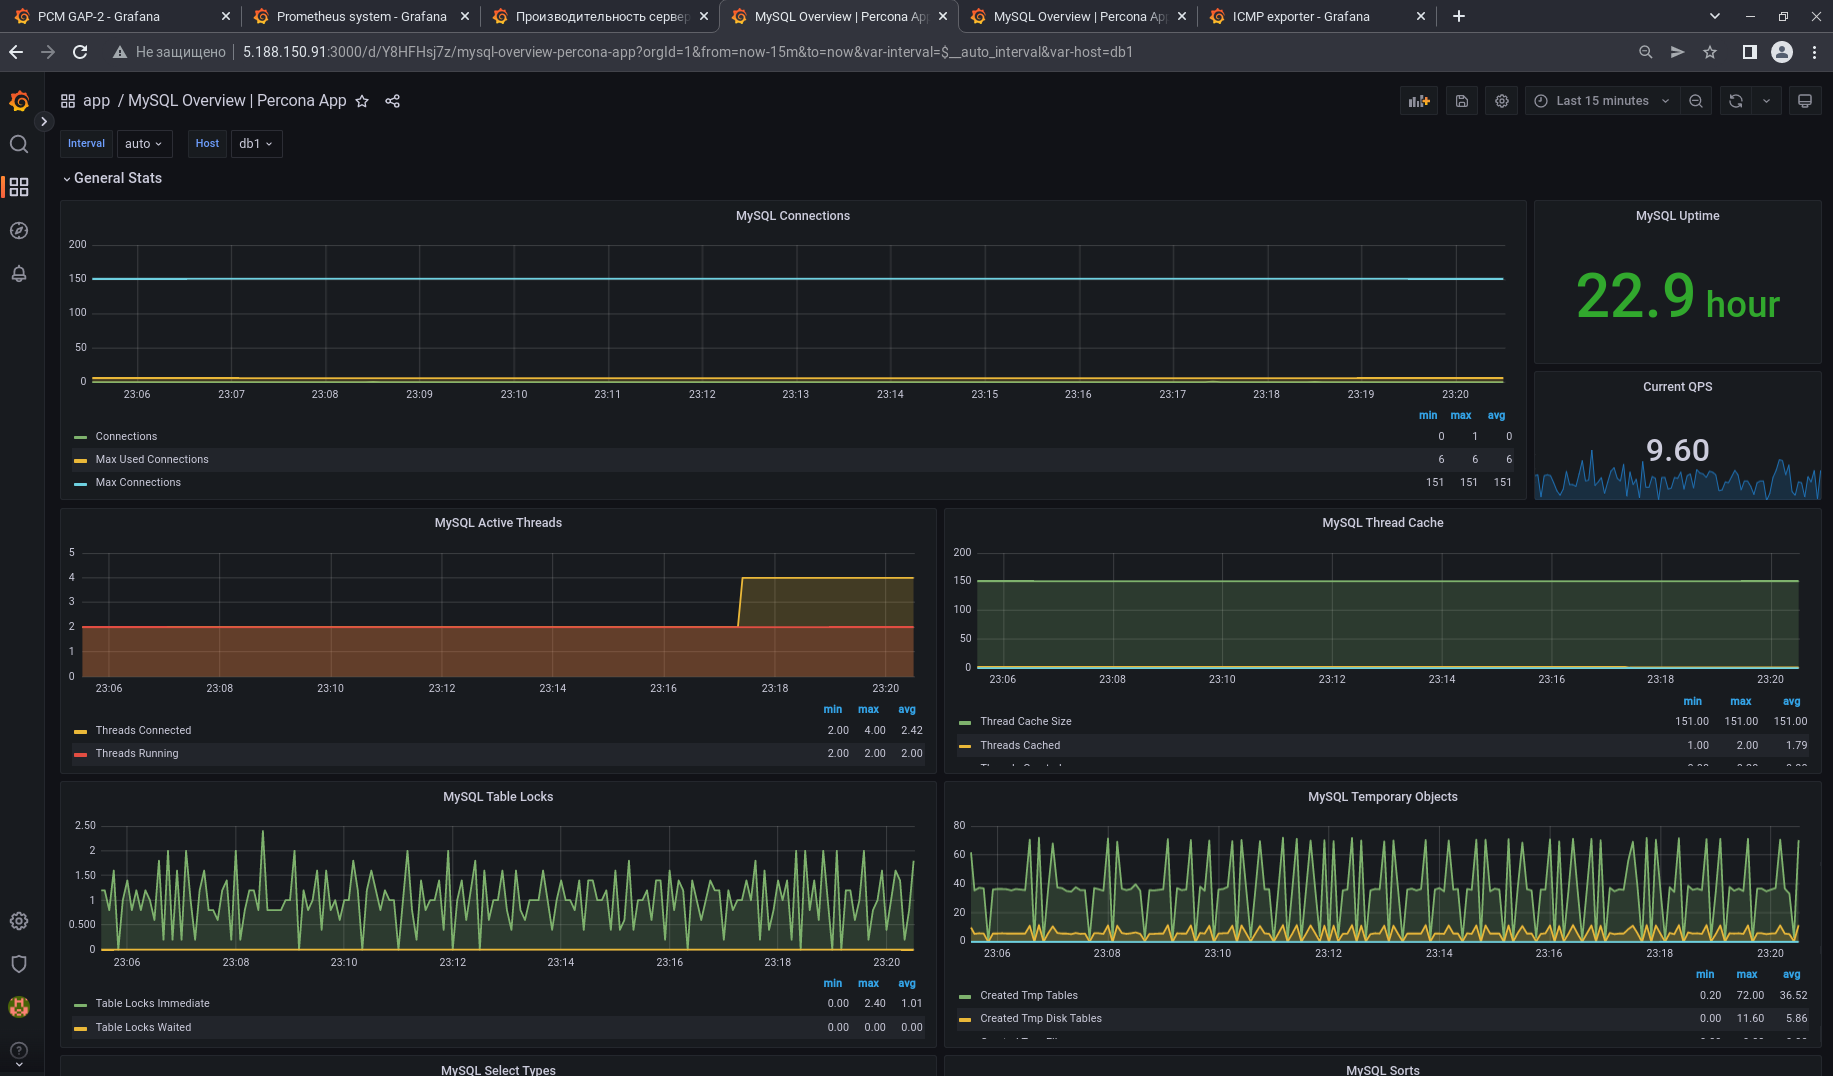 PCM GAP-2 - Grafana
Prometheus system - Grafana
Производительность сервер
MySQL Overview | Percona Ap
MySQL Overview | Percona Ap
ICMP exporter - Grafana
Не защищено
5.188.150.91:3000/d/Y8HFHsj7z/mysql-overview-percona-app?orgId=1&from=now-15m&to=now&var-interval=$__auto_interval&var-host=db1
app / MySQL Overview | Percona App
Last 15 minutes
Interval auto Host db1
General Stats
MySQL Connections
200
150
100
50
0
23:06 23:07 23:08 23:09 23:10 23:11 23:12 23:13 23:14 23:15 23:16 23:17 23:18 23:19 23:20
min max avg
Connections 0 1 0
Max Used Connections 6 6 6
Max Connections 151 151 151
MySQL Uptime
22.9 hour
Current QPS
9.60
MySQL Active Threads
5
4
3
2
1
0
23:06 23:08 23:10 23:12 23:14 23:16 23:18 23:20
min max avg
Threads Connected 2.00 4.00 2.42
Threads Running 2.00 2.00 2.00
MySQL Thread Cache
200
150
100
50
0
23:06 23:08 23:10 23:12 23:14 23:16 23:18 23:20
min max avg
Thread Cache Size 151.00 151.00 151.00
Threads Cached 1.00 2.00 1.79
MySQL Table Locks
2.50
2
1.50
1
0.500
0
23:06 23:08 23:10 23:12 23:14 23:16 23:18 23:20
min max avg
Table Locks Immediate 0.00 2.40 1.01
Table Locks Waited 0.00 0.00 0.00
MySQL Temporary Objects
80
60
40
20
0
23:06 23:08 23:10 23:12 23:14 23:16 23:18 23:20
min max avg
Created Tmp Tables 0.20 72.00 36.52
Created Tmp Disk Tables 0.00 11.60 5.86
MySQL Select Types
MySQL Sorts